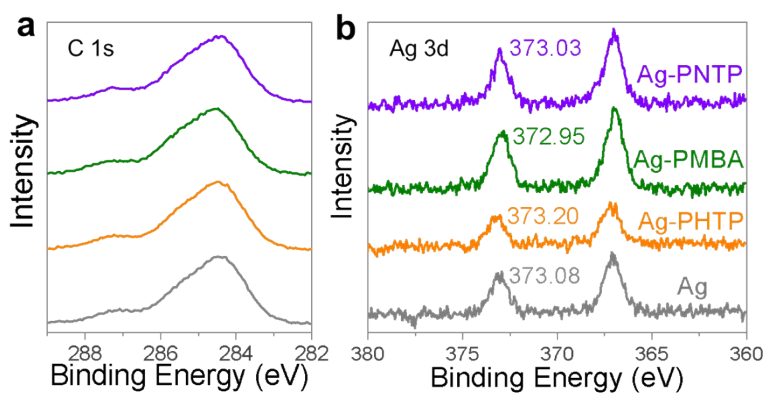 a
C 1s
Intensity
288 286 284 282
Binding Energy (eV)
b
Ag 3d
373.03
Ag-PNTP
372.95
Ag-PMBA
373.20
Ag-PHTP
373.08
Ag
Intensity
380 375 370 365 360
Binding Energy (eV)